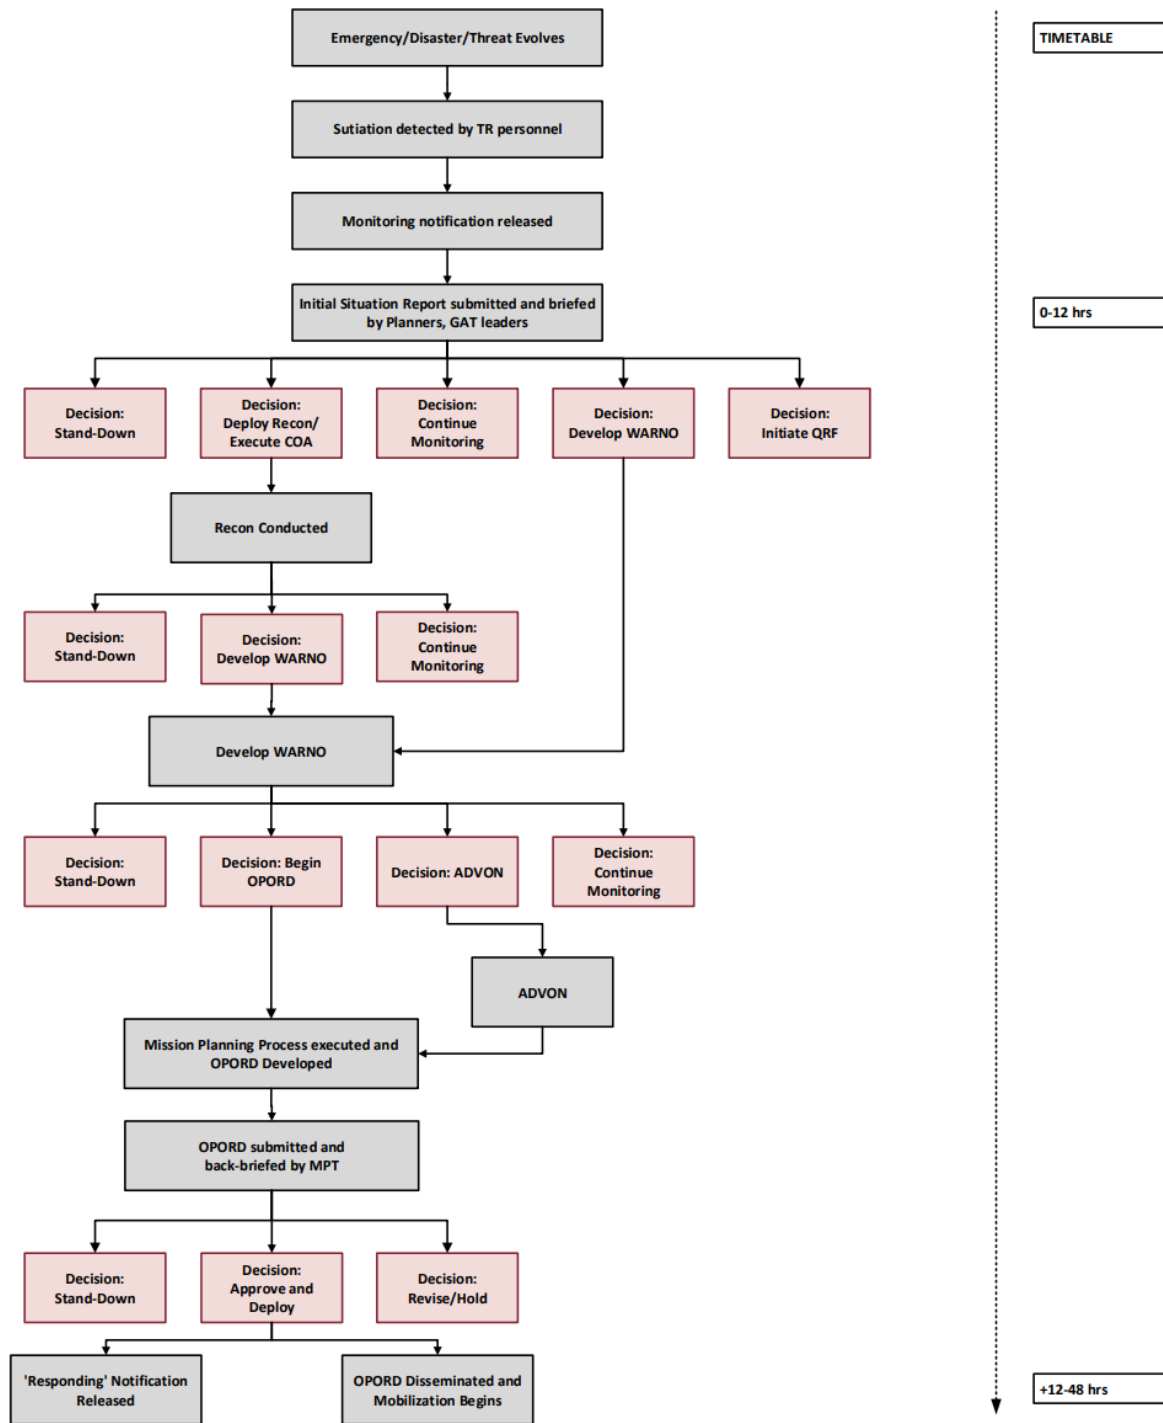 Emergency/Disaster/Threat Evolves
TIMETABLE
Sutiation detected by TR personnel
Monitoring notification released
Initial Situation Report submitted and briefed
by Planners, GAT leaders
0-12 hrs
Decision:
Stand-Down
Decision:
Deploy Recon/
Execute COA
Decision:
Continue
Monitoring
Decision:
Develop WARNO
Decision:
Initiate QRF
Recon Conducted
Decision:
Stand-Down
Decision:
Develop WARNO
Decision:
Continue
Monitoring
Develop WARNO
Decision:
Stand-Down
Decision: Begin
OPORD
Decision: ADVON
Decision:
Continue
Monitoring
ADVON
Mission Planning Process executed and
OPORD Developed
OPORD submitted and
back-briefed by MPT
Decision:
Stand-Down
Decision:
Approve and
Deploy
Decision:
Revise/Hold
'Responding' Notification
Released
OPORD Disseminated and
Mobilization Begins
+12-48 hrs